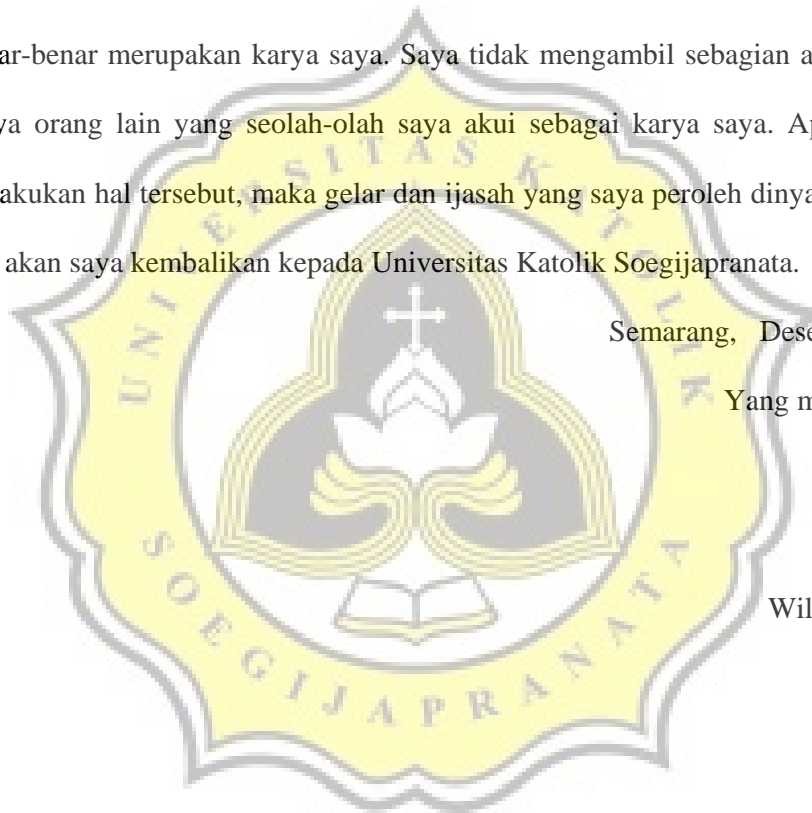 ar-benar merupakan karya saya. Saya tidak mengambil sebagian a
ya orang lain yang seolah-olah saya akui sebagai karya saya. Ap
akukan hal tersebut, maka gelar dan ijasah yang saya peroleh dinya
akan saya kembalikan kepada Universitas Katolik Soegijapranata.
Semarang, Dese
Yang m
Wil
UNIVERSITAS KATOLIK
SOEGIJAPRANATA